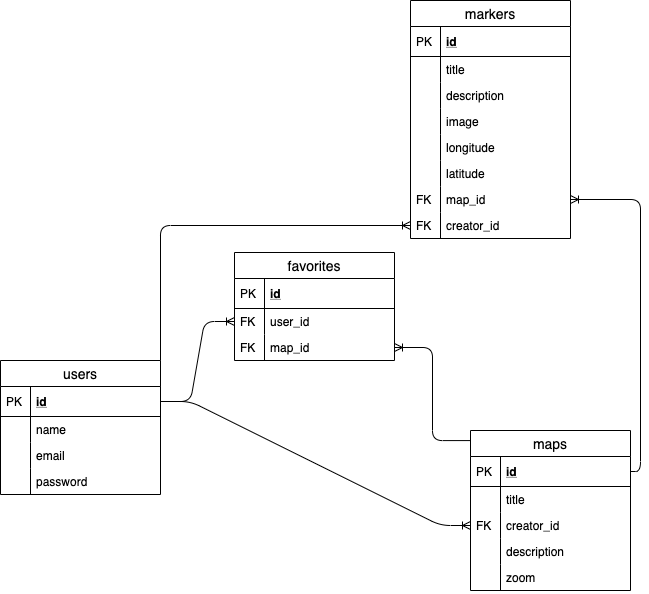 markers
PK id
title
description
image
longitude
latitude
FK map_id
FK creator_id
favorites
PK id
FK user_id
FK map_id
users
PK id
name
email
password
maps
PK id
title
FK creator_id
description
zoom